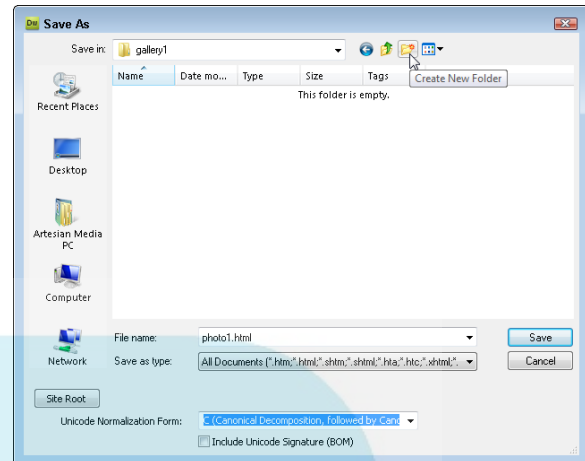 Dw Save As
Save in: gallery1
Name Date mo... Type Size Tags
Create New Folder
This folder is empty.
Recent Places
Desktop
Artesian Media
PC
Computer
Network
File name: photo1.html Save
Save as type: All Documents (*.htm;*.html;*.shtm;*.shtml;*.hta;*.htc;*.xhtml;*. Cancel
Site Root
Unicode Normalization Form: C (Canonical Decomposition, followed by Canc
Include Unicode Signature (BOM)